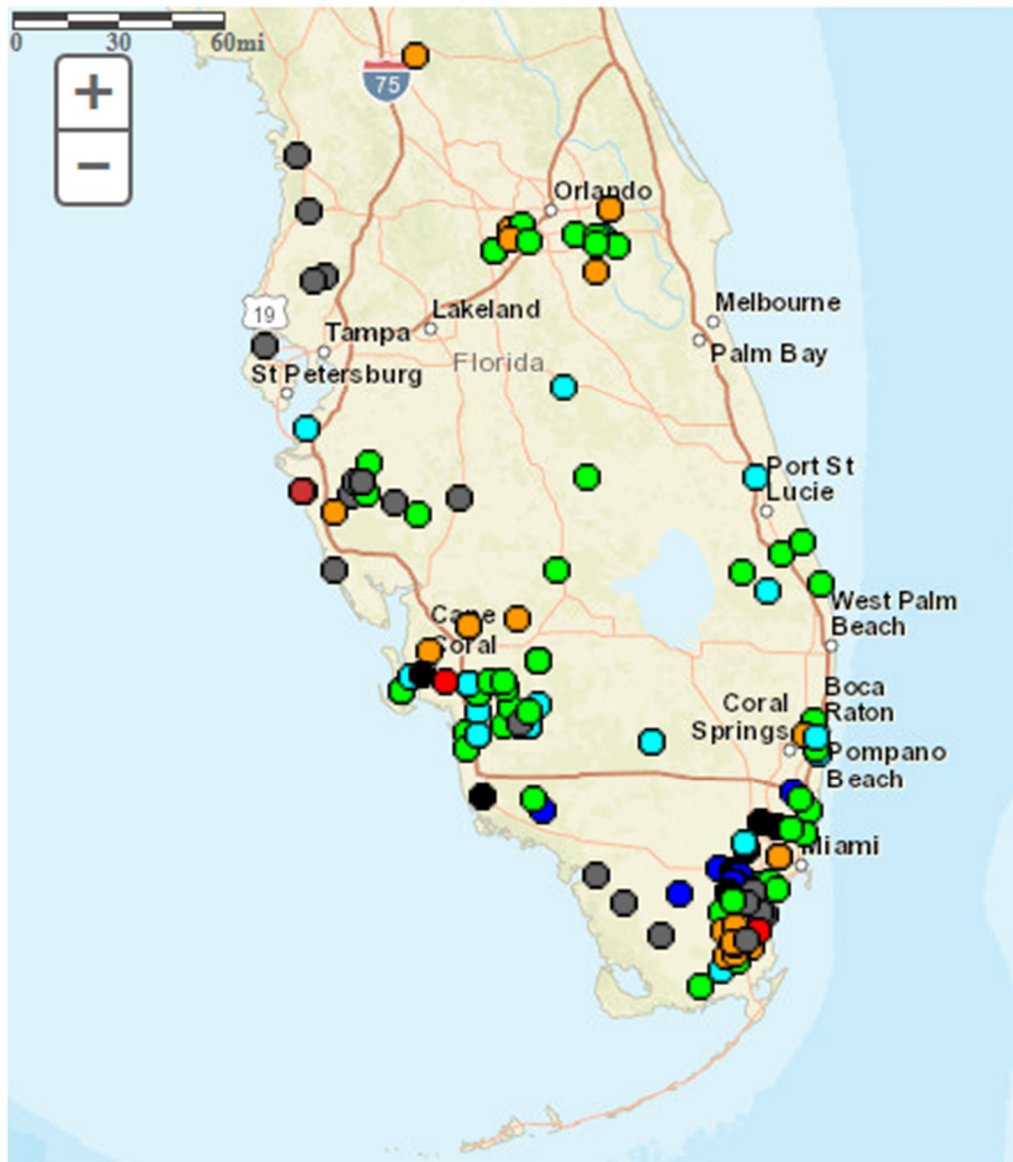 0 30 60mi
+
75
−
Orlando
Melbourne
19
Lakeland
Tampa
Palm Bay
Florida
St Petersburg
Port St
Lucie
West Palm
Beach
Cape
Coral
Boca
Raton
Coral
Springs
Pompano
Beach
Miami